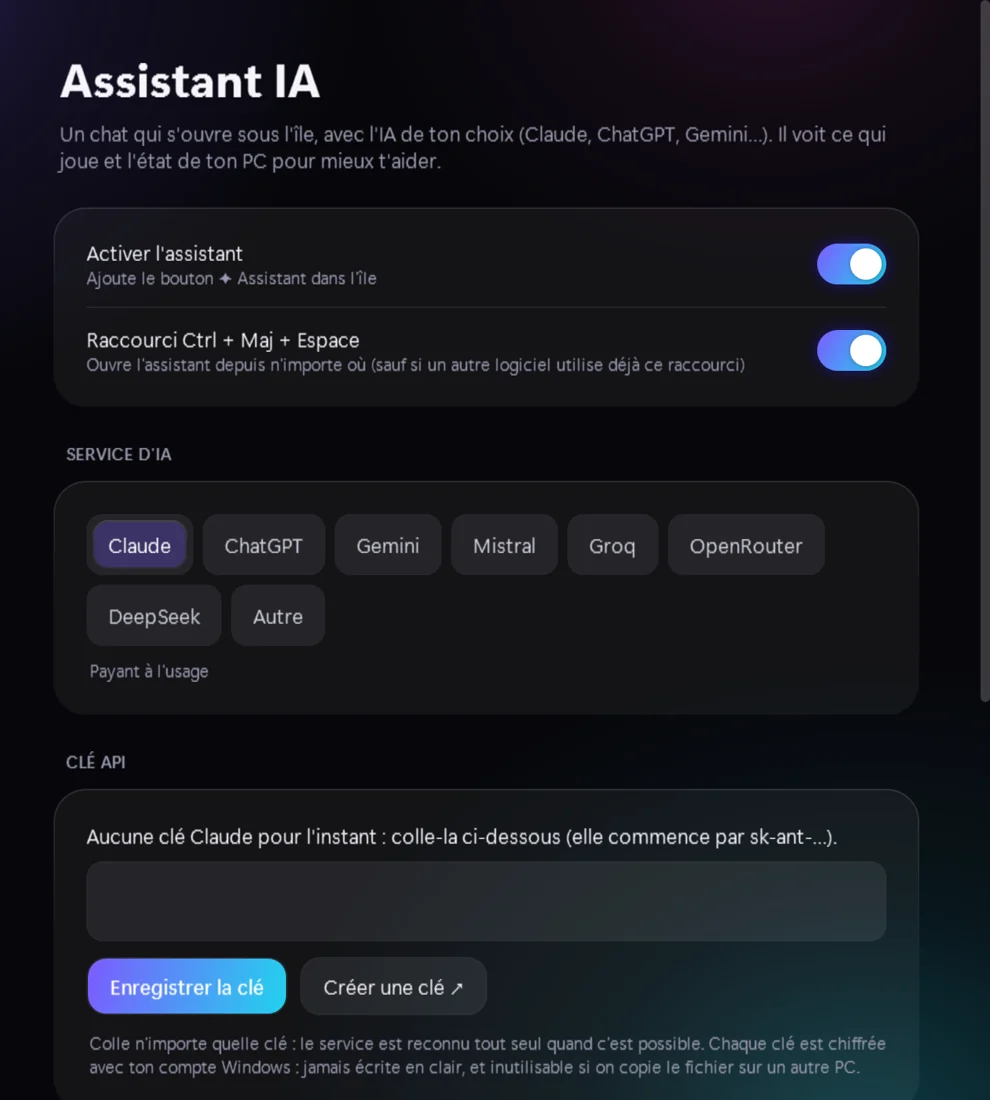 Assistant IA
Un chat qui s'ouvre sous l'île, avec l'IA de ton choix (Claude, ChatGPT, Gemini...). Il voit ce qui
joue et l'état de ton PC pour mieux t'aider.
Activer l'assistant
Ajoute le bouton ✦ Assistant dans l'île
Raccourci Ctrl + Maj + Espace
Ouvre l'assistant depuis n'importe où (sauf si un autre logiciel utilise déjà ce raccourci)
SERVICE D'IA
Claude ChatGPT Gemini Mistral Groq OpenRouter
DeepSeek Autre
Payant à l'usage
CLÉ API
Aucune clé Claude pour l'instant : colle-la ci-dessous (elle commence par sk-ant-...).
Enregistrer la clé Créer une clé ↗
Colle n'importe quelle clé : le service est reconnu tout seul quand c'est possible. Chaque clé est chiffrée
avec ton compte Windows : jamais écrite en clair, et inutilisable si on copie le fichier sur un autre PC.